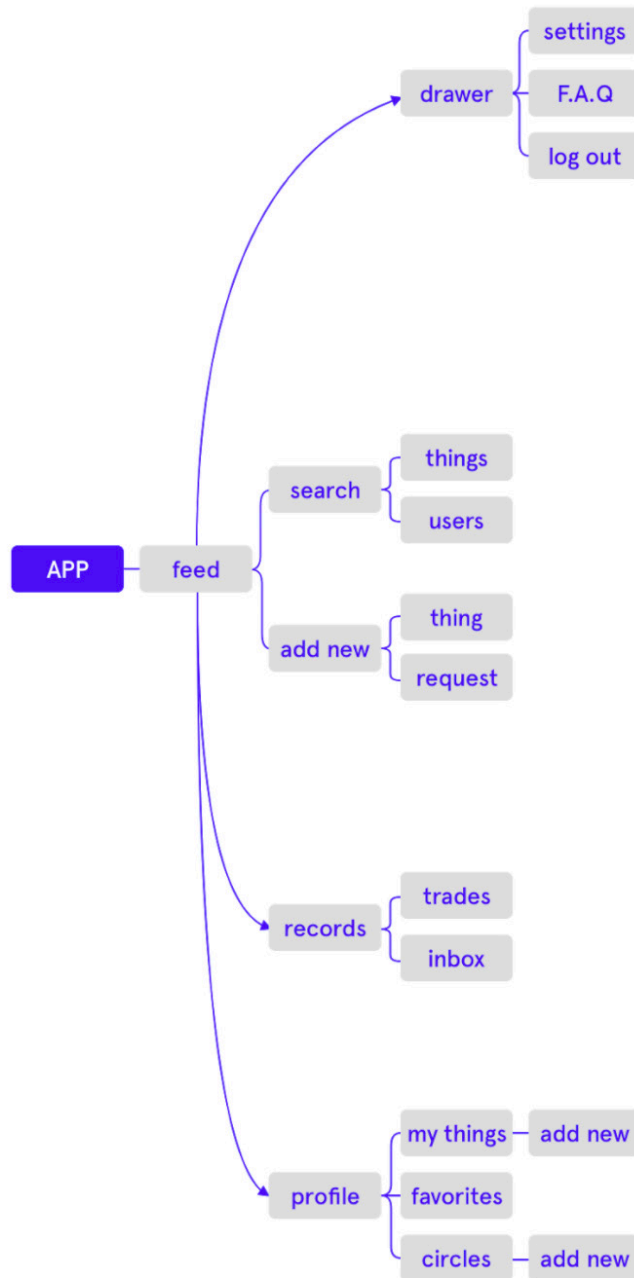 settings
drawer
F.A.Q
log out
things
search
users
APP
feed
thing
add new
request
trades
records
inbox
my things
add new
profile
favorites
circles
add new